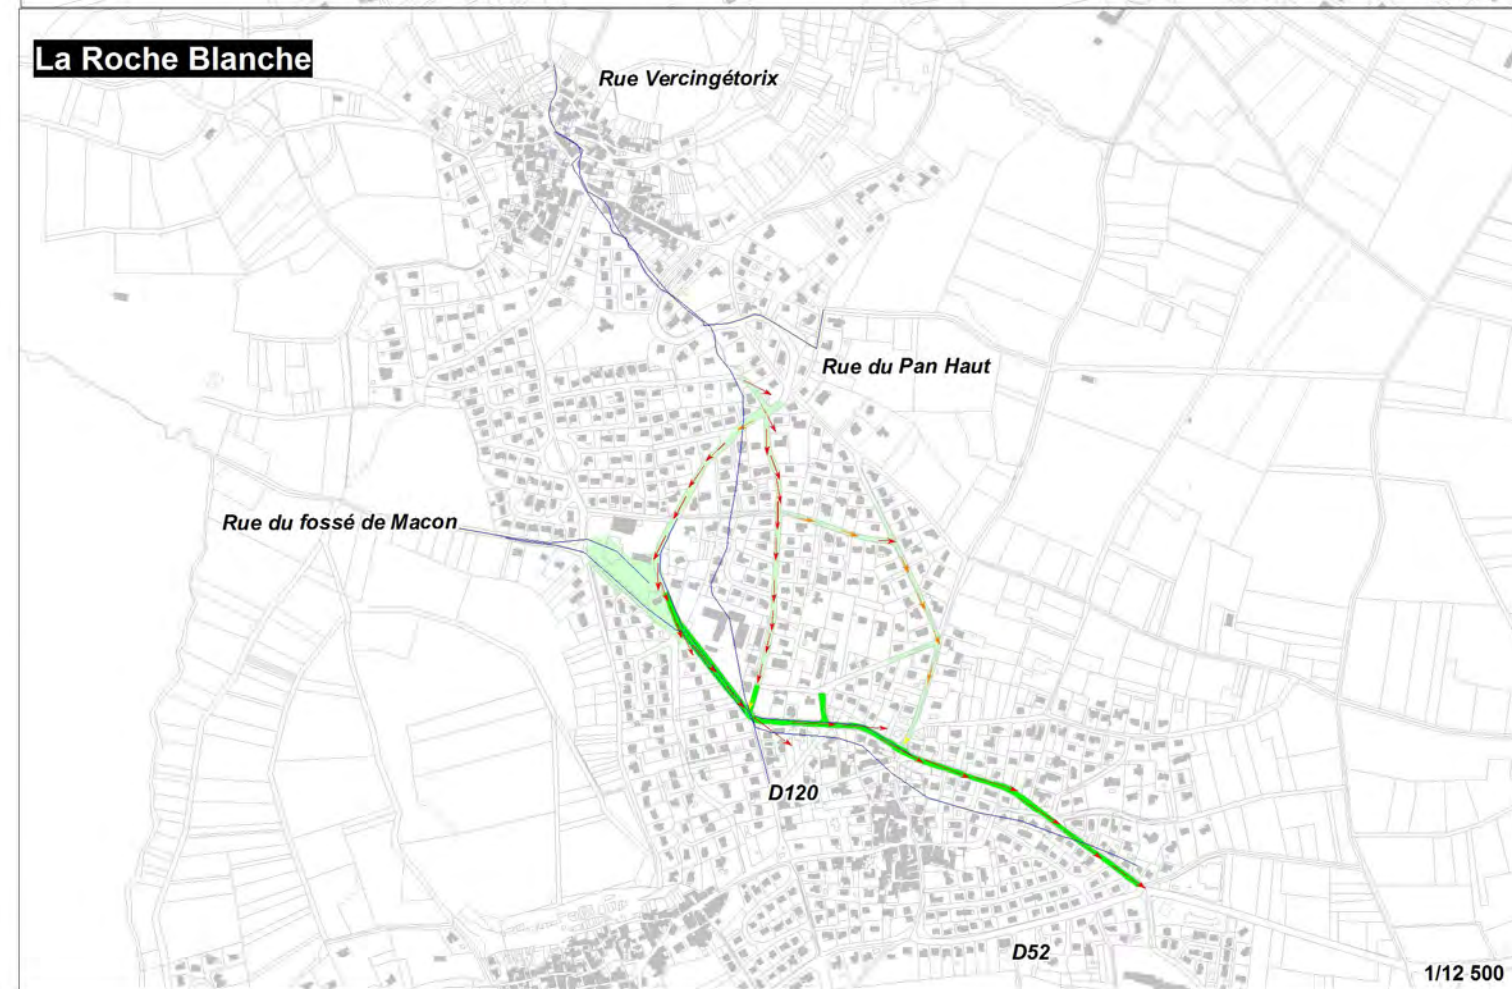 La Roche Blanche
Rue Vercingétorix
Rue du Pan Haut
Rue du fossé de Macon
D120
D52
1/12 500